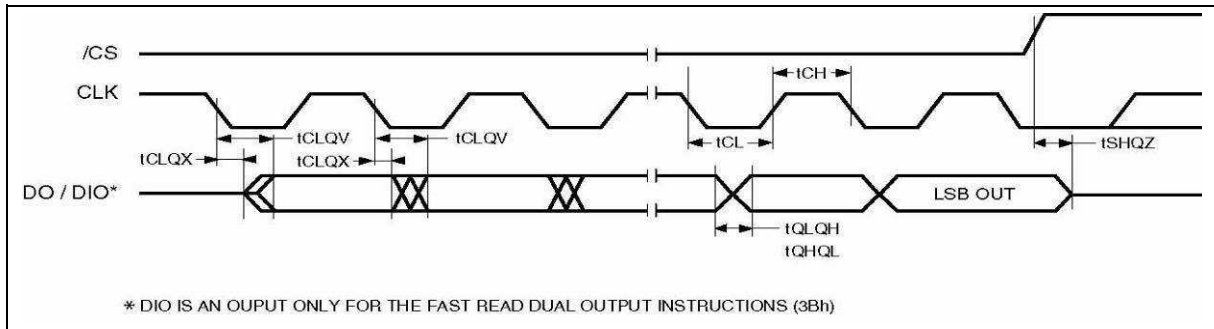 /CS
tCH
CLK
tCLQV
tCLQV
tCL
tSHQZ
tCLQX
tCLQX
DO / DIO*
LSB OUT
tQLQH
tQHQL
* DIO IS AN OUPUT ONLY FOR THE FAST READ DUAL OUTPUT INSTRUCTIONS (3Bh)